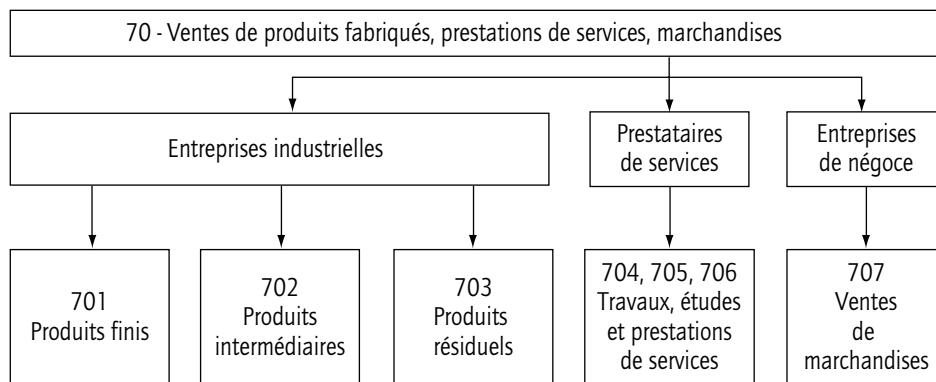 70 - Ventes de produits fabriqués, prestations de services, marchandises
Entreprises industrielles
Prestataires
de services
Entreprises
de négoce
701
Produits finis
702
Produits
intermédiaires
703
Produits
résiduels
704, 705, 706
Travaux, études
et prestations
de services
707
Ventes
de
marchandises